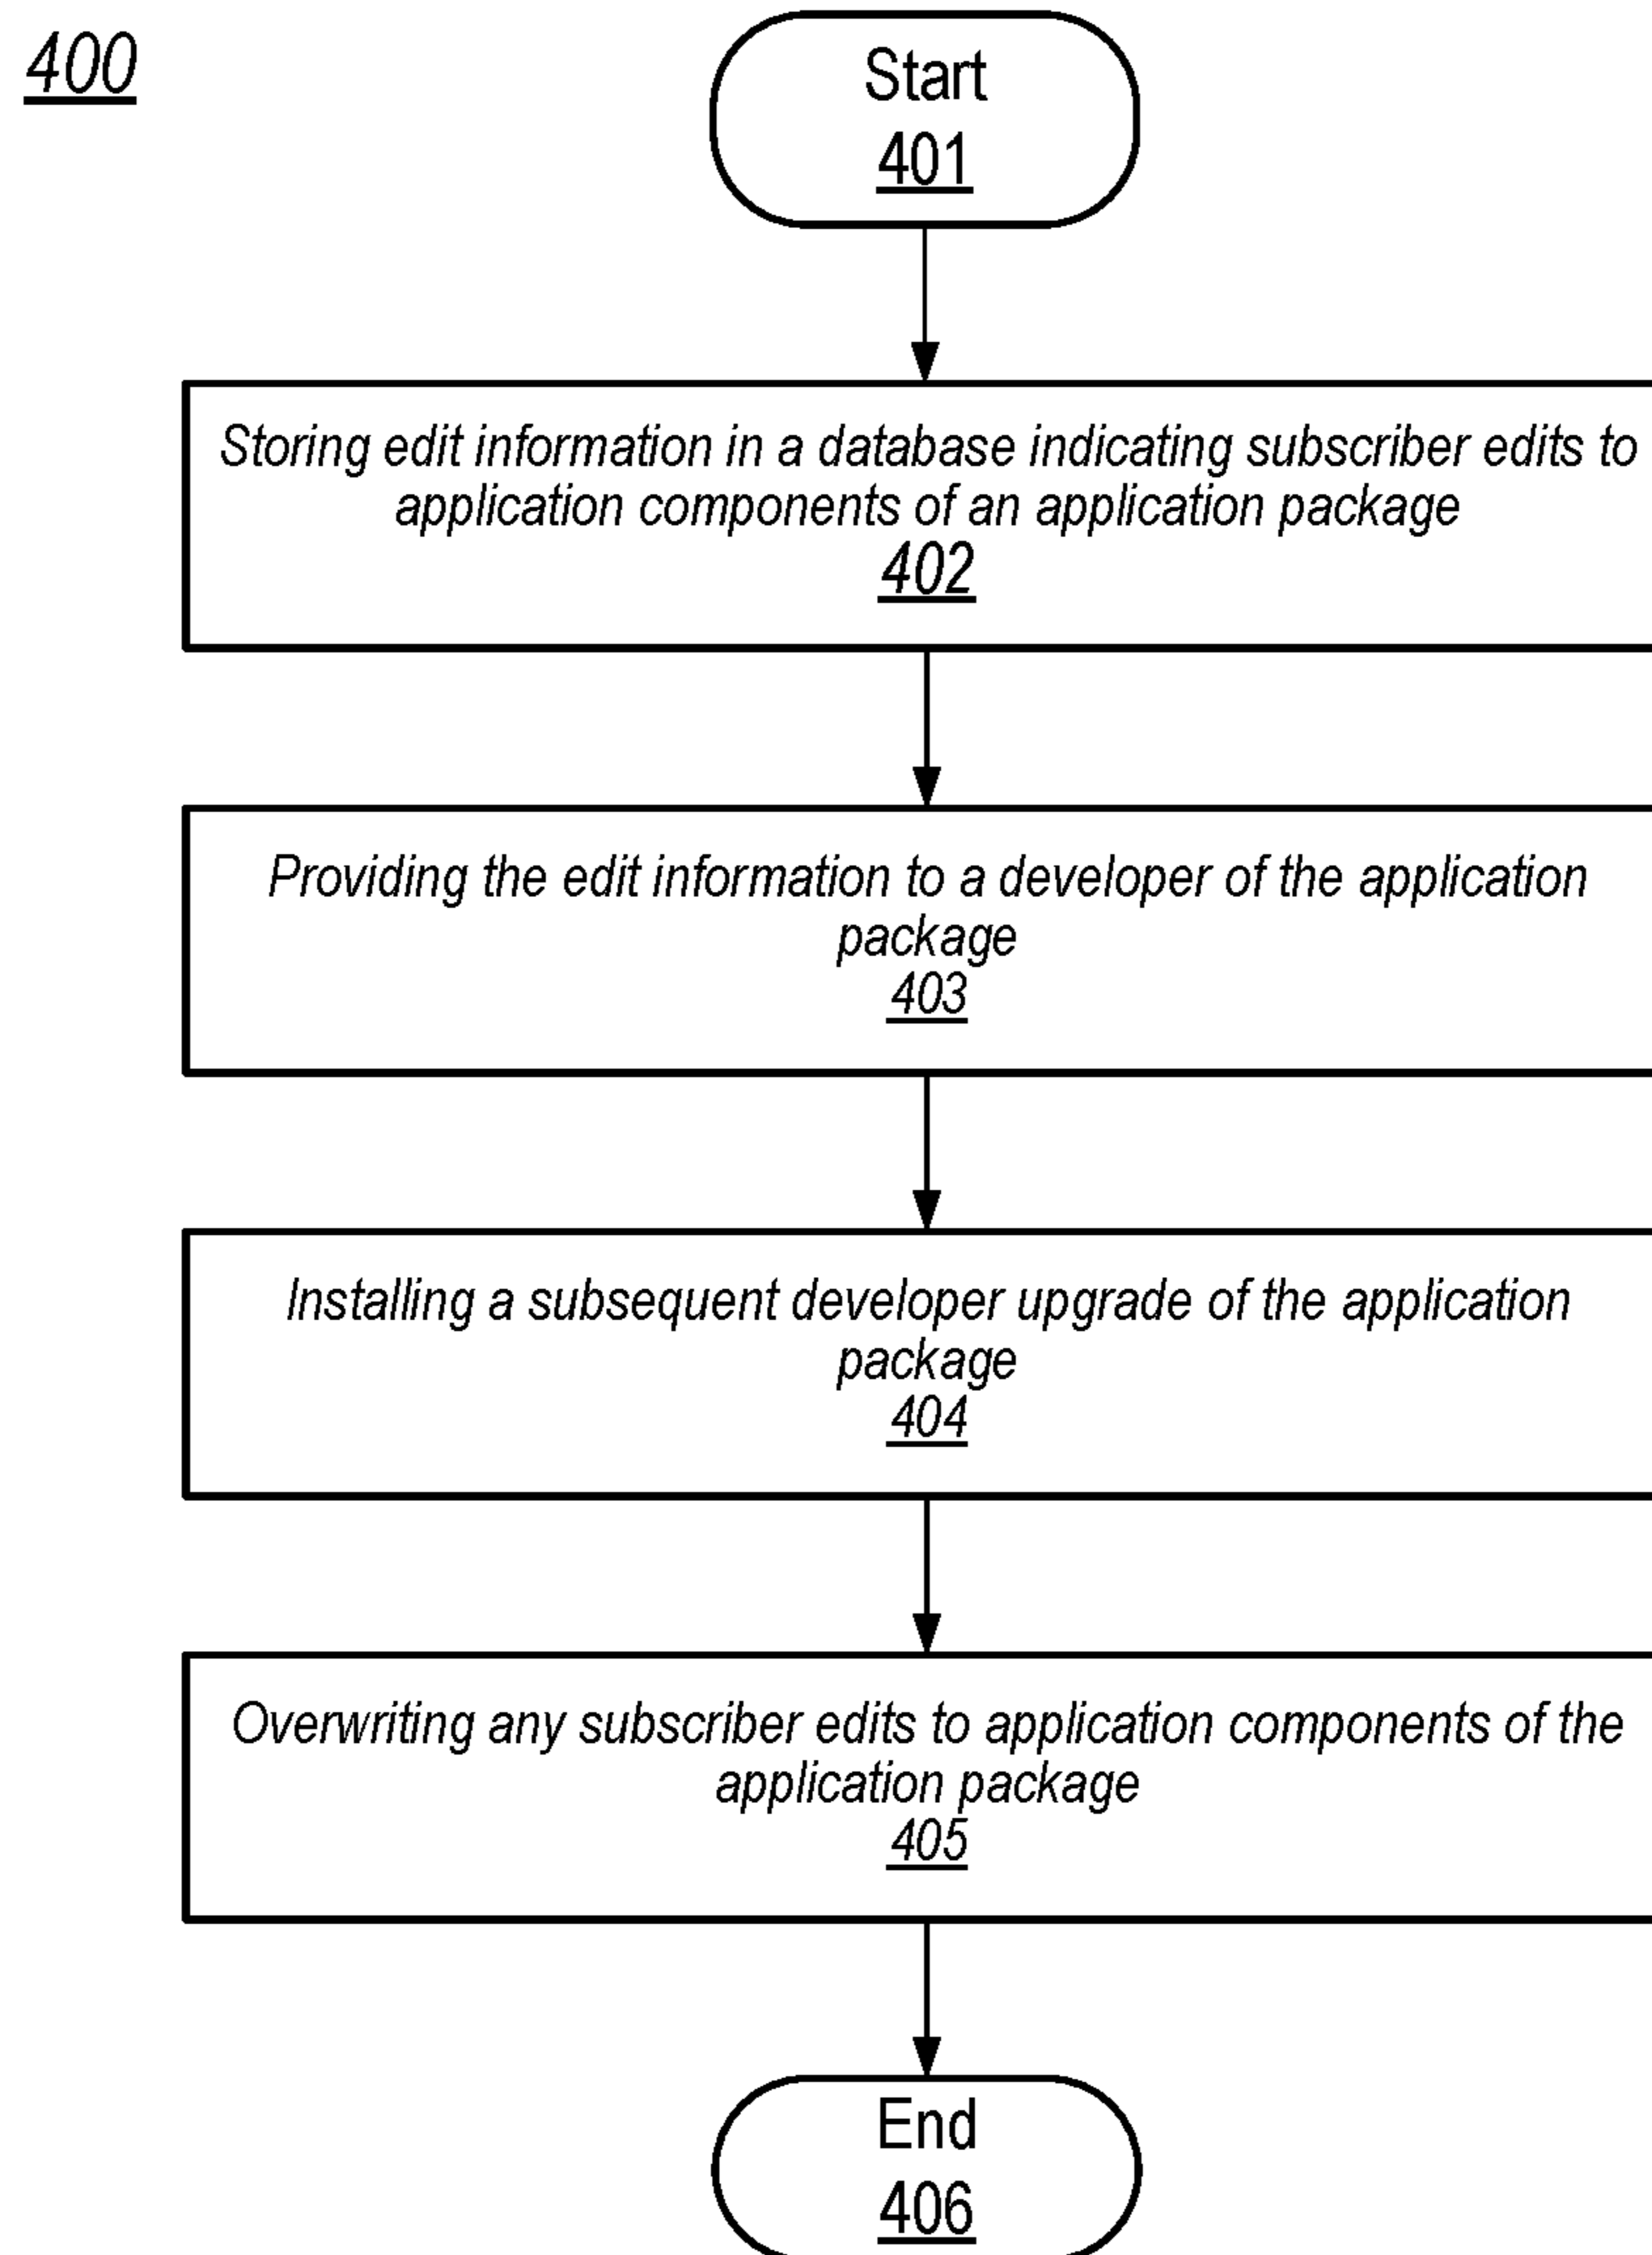 400
Start
401
Storing edit information in a database indicating subscriber edits to
application components of an application package
402
Providing the edit information to a developer of the application
package
403
Installing a subsequent developer upgrade of the application
package
404
Overwriting any subscriber edits to application components of the
application package
405
End
406